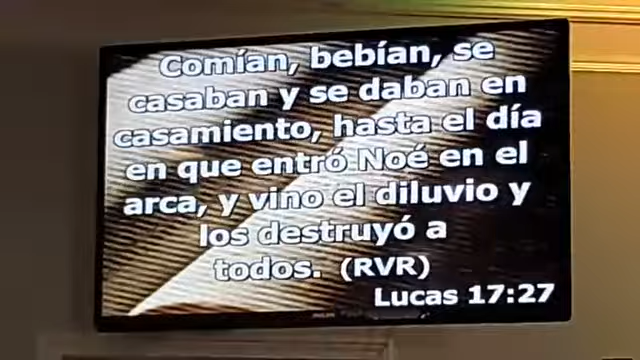 Comían, bebían, se
casaban y se daban en
casamiento, hasta el día
en que entró Noé en el
arca, y vino el diluvio y
los destruyó a
todos. (RVR)
Lucas 17:27